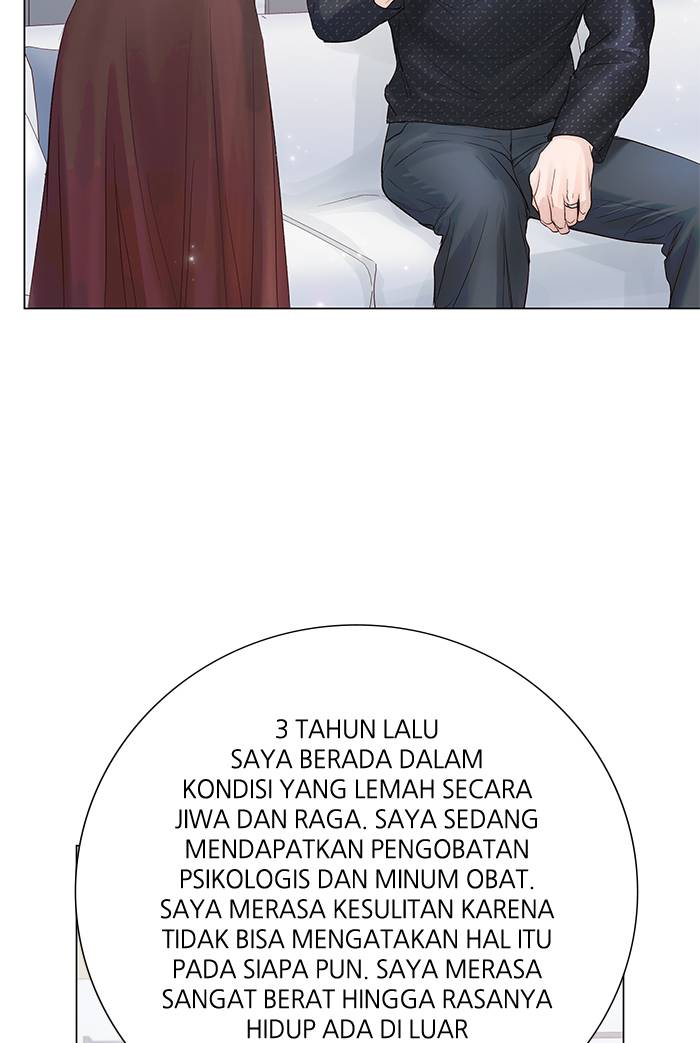 3 TAHUN LALU
SAYA BERADA DALAM
KONDISI YANG LEMAH SECARA
JIWA DAN RAGA. SAYA SEDANG
MENDAPATKAN PENGOBATAN
PSIKOLOGIS DAN MINUM OBAT.
SAYA MERASA KESULITAN KARENA
TIDAK BISA MENGATAKAN HAL ITU
PADA SIAPA PUN. SAYA MERASA
SANGAT BERAT HINGGA RASANYA
HIDUP ADA DI LUAR